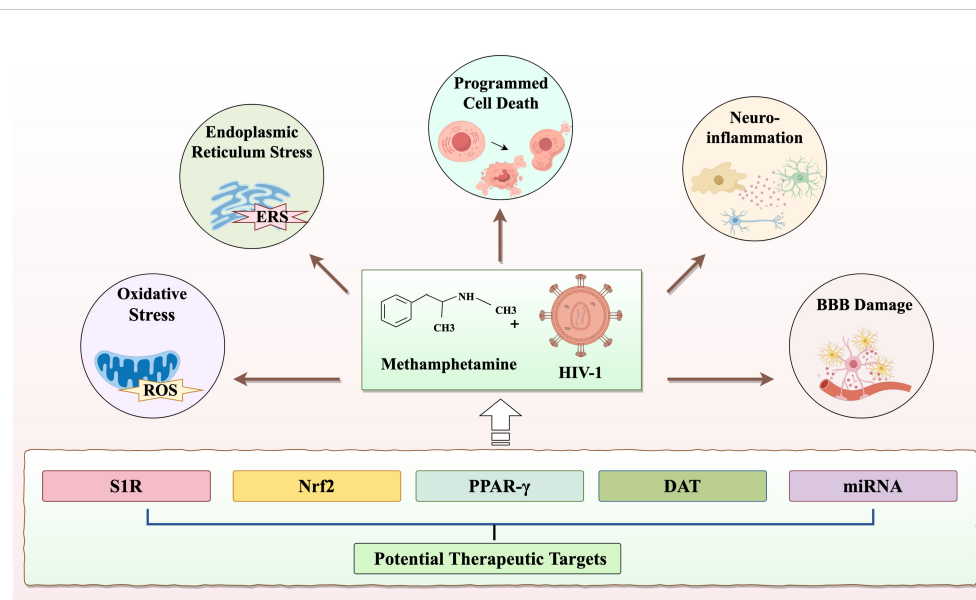 Programmed
Cell Death
Endoplasmic
Reticulum Stress
ERS
Neuro-
inflammation
Oxidative
Stress
ROS
BBB Damage
NH
CH3
CH3
+
Methamphetamine
HIV-1
S1R
Nrf2
PPAR-γ
DAT
miRNA
Potential Therapeutic Targets